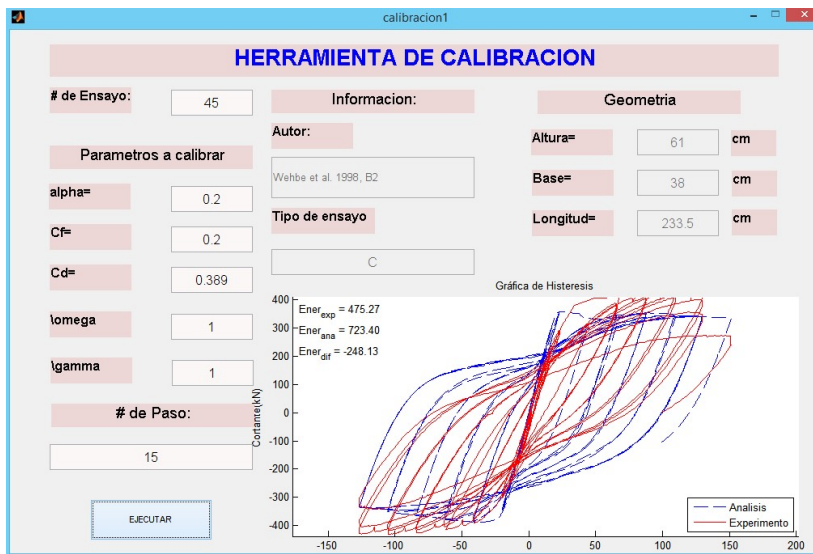 calibracion1
HERRAMIENTA DE CALIBRACION
# de Ensayo:
45
Parametros a calibrar
alpha=
0.2
Cf=
0.2
Cd=
0.389
\omega
1
\gamma
1
# de Paso:
15
EJECUTAR
Informacion:
Autor:
Wehbe et al. 1998, B2
Tipo de ensayo
C
Geometria
Altura=
61
cm
Base=
38
cm
Longitud=
233.5
cm
Gráfica de Histeresis
Ener_exp = 475.27
Ener_ana = 723.40
Ener_dif = -248.13
Cortante(kN)
400
300
200
100
0
-100
-200
-300
-400
-150
-100
-50
0
50
100
150
200
Analisis
Experimento